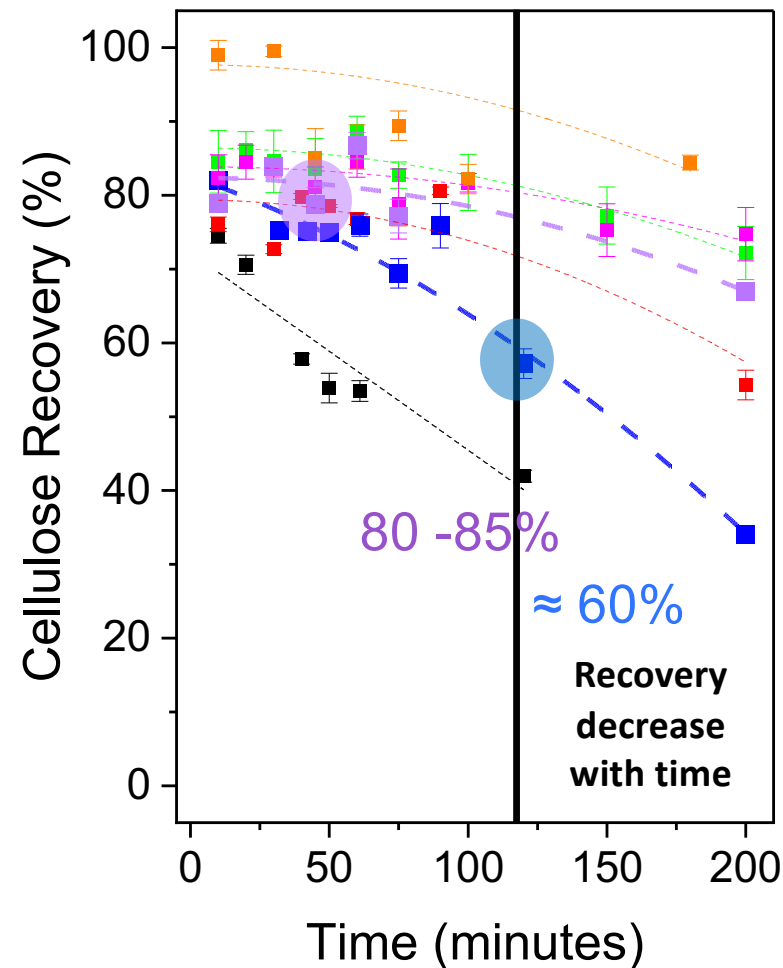 100
80
60
40
20
0
Cellulose Recovery (%)
80 -85%
≈ 60%
Recovery
decrease
with time
0
50
100
150
200
Time (minutes)